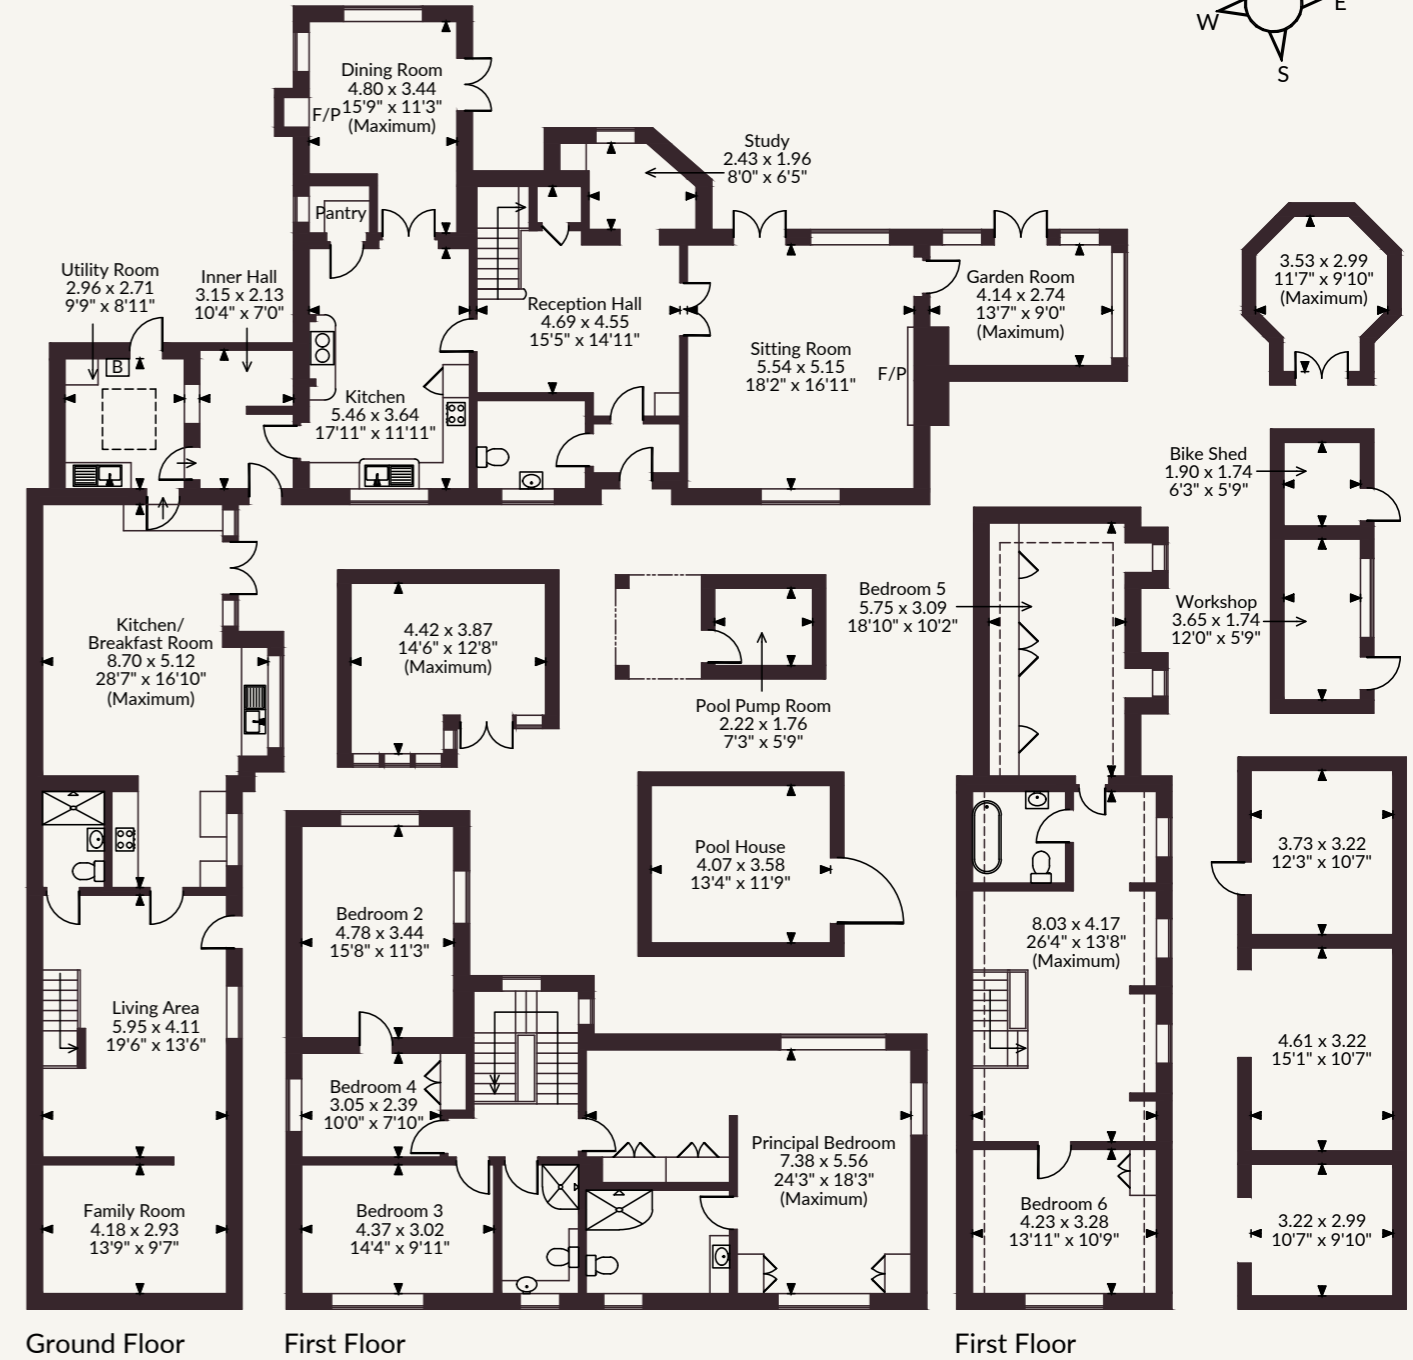 W
E
S
Dining Room
4.80 x 3.44
15'9" x 11'3"
(Maximum)
F/P
Study
2.43 x 1.96
8'0" x 6'5"
Pantry
Utility Room
2.96 x 2.71
9'9" x 8'11"
Inner Hall
3.15 x 2.13
10'4" x 7'0"
B
Reception Hall
4.69 x 4.55
15'5" x 14'11"
Garden Room
4.14 x 2.74
13'7" x 9'0"
(Maximum)
3.53 x 2.99
11'7" x 9'10"
(Maximum)
Sitting Room
5.54 x 5.15
18'2" x 16'11"
F/P
Kitchen
5.46 x 3.64
17'11" x 11'11"
Bike Shed
1.90 x 1.74
6'3" x 5'9"
Kitchen/
Breakfast Room
8.70 x 5.12
28'7" x 16'10"
(Maximum)
4.42 x 3.87
14'6" x 12'8"
(Maximum)
Pool Pump Room
2.22 x 1.76
7'3" x 5'9"
Bedroom 5
5.75 x 3.09
18'10" x 10'2"
Workshop
3.65 x 1.74
12'0" x 5'9"
Pool House
4.07 x 3.58
13'4" x 11'9"
3.73 x 3.22
12'3" x 10'7"
Bedroom 2
4.78 x 3.44
15'8" x 11'3"
8.03 x 4.17
26'4" x 13'8"
(Maximum)
Living Area
5.95 x 4.11
19'6" x 13'6"
4.61 x 3.22
15'1" x 10'7"
Bedroom 4
3.05 x 2.39
10'0" x 7'10"
Principal Bedroom
7.38 x 5.56
24'3" x 18'3"
(Maximum)
Family Room
4.18 x 2.93
13'9" x 9'7"
Bedroom 3
4.37 x 3.02
14'4" x 9'11"
Bedroom 6
4.23 x 3.28
13'11" x 10'9"
3.22 x 2.99
10'7" x 9'10"
Ground Floor
First Floor
First Floor